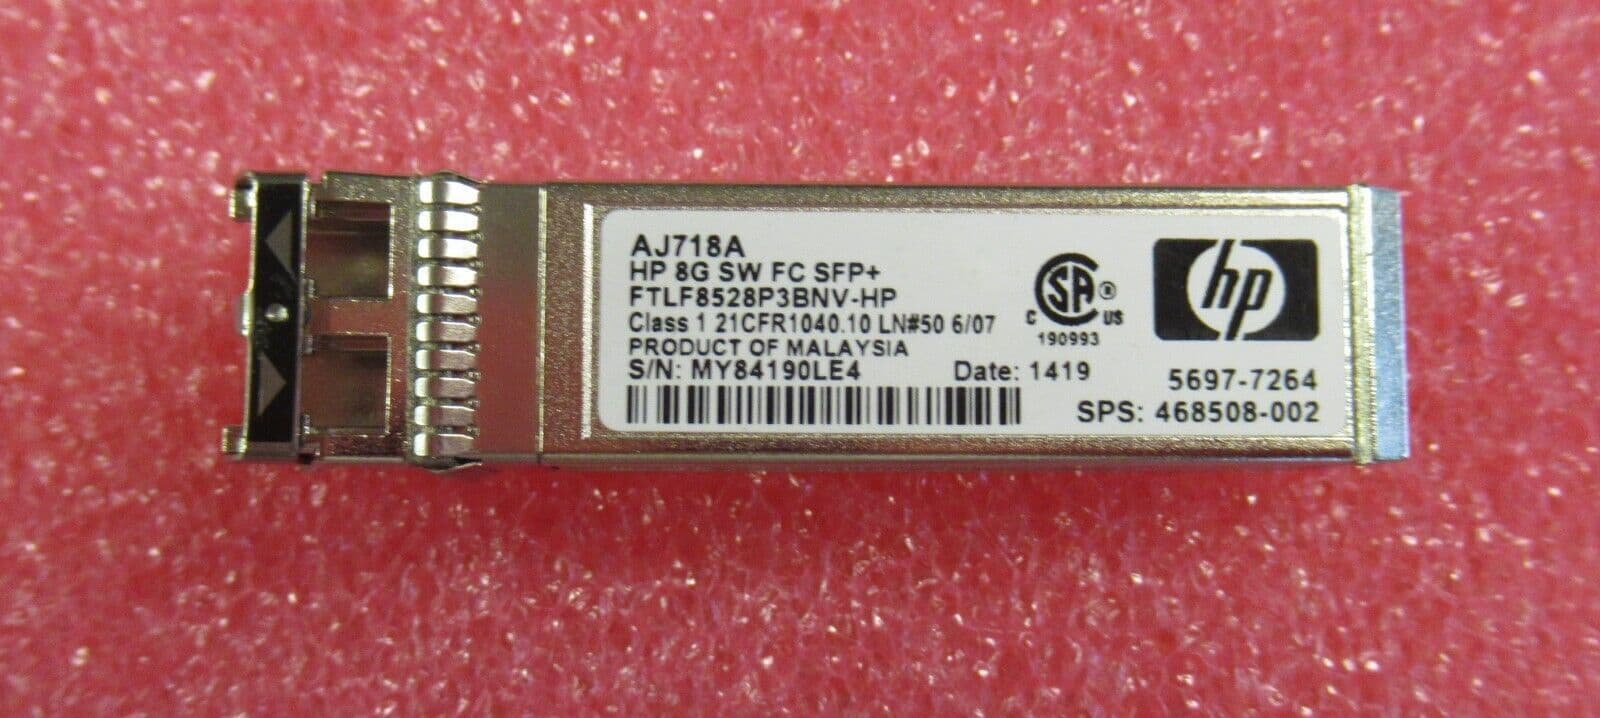 AJ718A
HP 8G SW FC SFP+
FTLF8528P3BNV-HP
Class 1 21CFR1040.10 LN#50 6/07
PRODUCT OF MALAYSIA
S/N: MY84190LE4 Date: 1419
SA®
C US
190993
hp
5697-7264
SPS: 468508-002